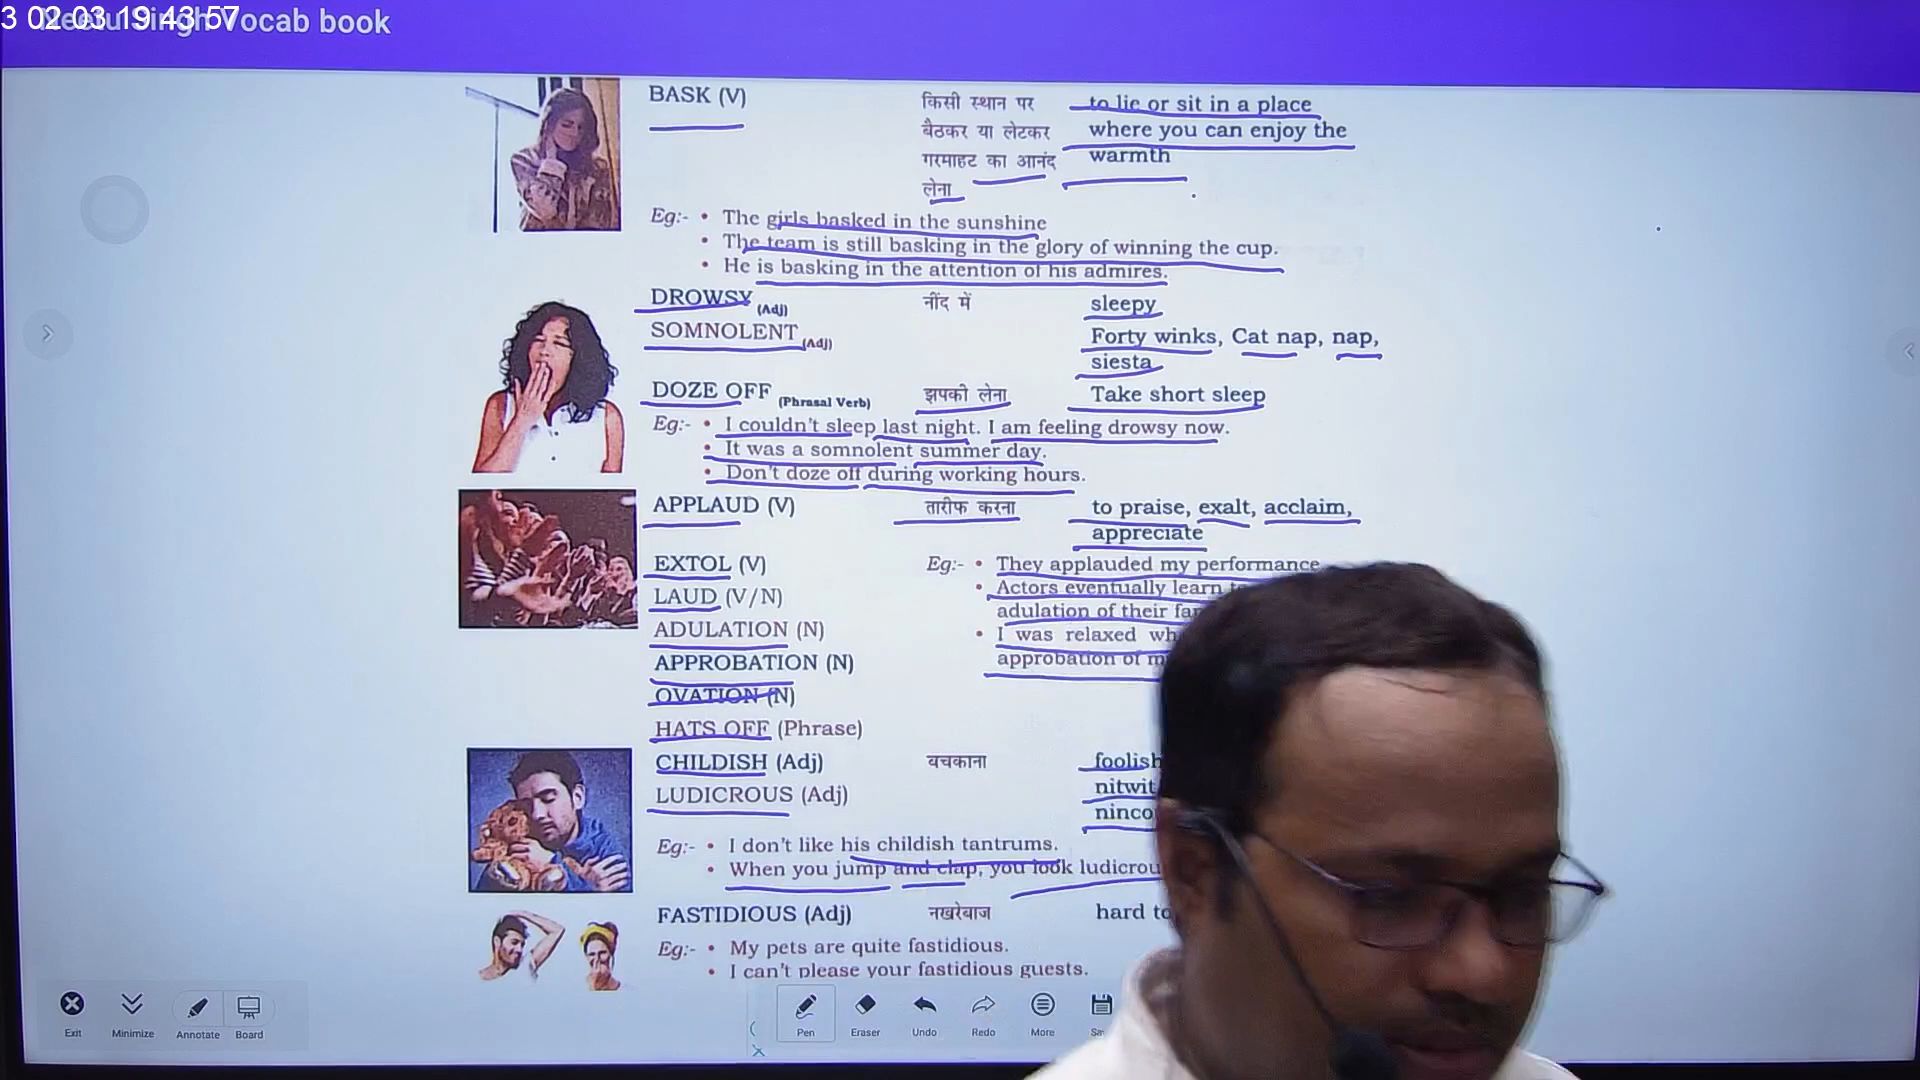 3 02 03 19 43 57
Neetu Singh Vocab book
BASK (V) किसी स्थान पर to lie or sit in a place
बैठकर या लेटकर where you can enjoy the
गरमाहट का आनंद warmth
लेना
Eg:- • The girls basked in the sunshine
• The team is still basking in the glory of winning the cup.
• He is basking in the attention of his admires.
DROWSY (Adj) नींद में sleepy
SOMNOLENT (Adj) Forty winks, Cat nap, nap,
siesta
DOZE OFF (Phrasal Verb) झपकी लेना Take short sleep
Eg:- • I couldn't sleep last night. I am feeling drowsy now.
• It was a somnolent summer day.
• Don't doze off during working hours.
APPLAUD (V) तारीफ करना to praise, exalt, acclaim,
appreciate
EXTOL (V) Eg:- • They applauded my performance
LAUD (V/N) • Actors eventually learn
ADULATION (N) adulation of their
• I was relaxed
APPROBATION (N) approbation of
OVATION (N)
HATS OFF (Phrase)
CHILDISH (Adj) बचकाना foolish
LUDICROUS (Adj) nitwit
Eg:- • I don't like his childish tantrums.
• When you jump and clap, you look
FASTIDIOUS (Adj) नखरेबाज hard
Eg:- • My pets are quite fastidious.
• I can't please your fastidious guests.
Exit Minimize Annotate Board Pen Eraser Undo Redo More